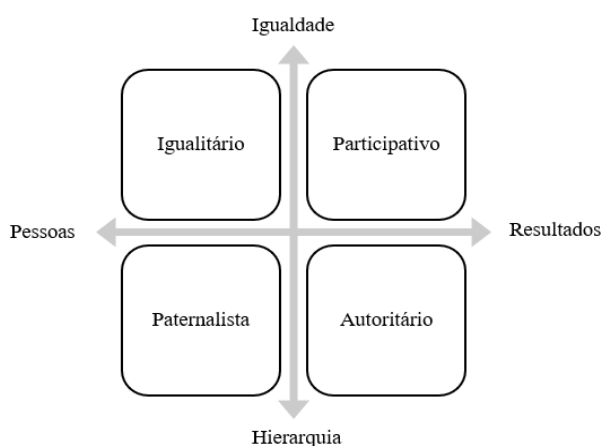 Igualdade
Igualitário
Participativo
Pessoas
Resultados
Paternalista
Autoritário
Hierarquia